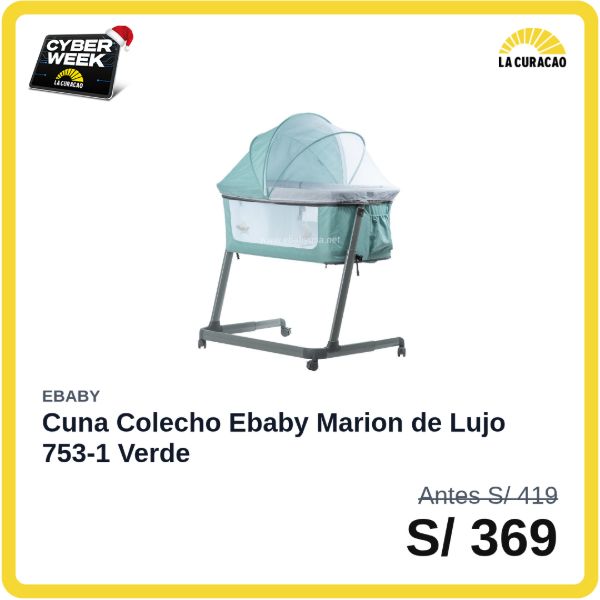 CYBER
WEEK
LA CURACAO
LA CURACAO
EBABY
Cuna Colecho Ebaby Marion de Lujo
753-1 Verde
Antes S/ 419
S/ 369